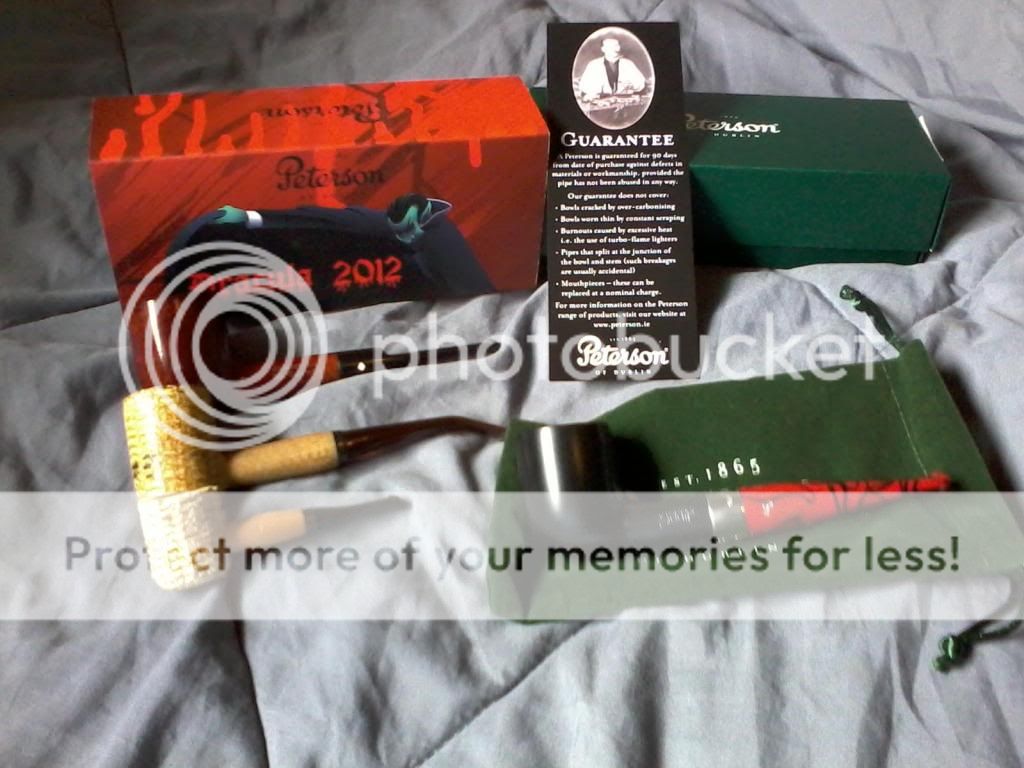 Peterson
Peterson
Dracula 2012
GUARANTEE
A Peterson is guaranteed for 90 days
from date of purchase against defects in
materials or workmanship, provided the
pipe has not been abused in any way.
Our guarantee does not cover:
• Bowls cracked by over-carbonising
• Bowls worn thin by constant scraping
• Burnouts caused by excessive heat
i.e. the use of turbo-flame lighters
• Pipes that split at the junction of
the bowl and stem (such breakages
are usually accidental)
• Mouthpieces – these can be
replaced at a nominal charge.
For more information on the Peterson
range of products, visit our website at
www.peterson.ie
Peterson
OF DUBLIN
Peterson
DUBLIN
photobucket
EST. 1865
Protect more of your memories for less!